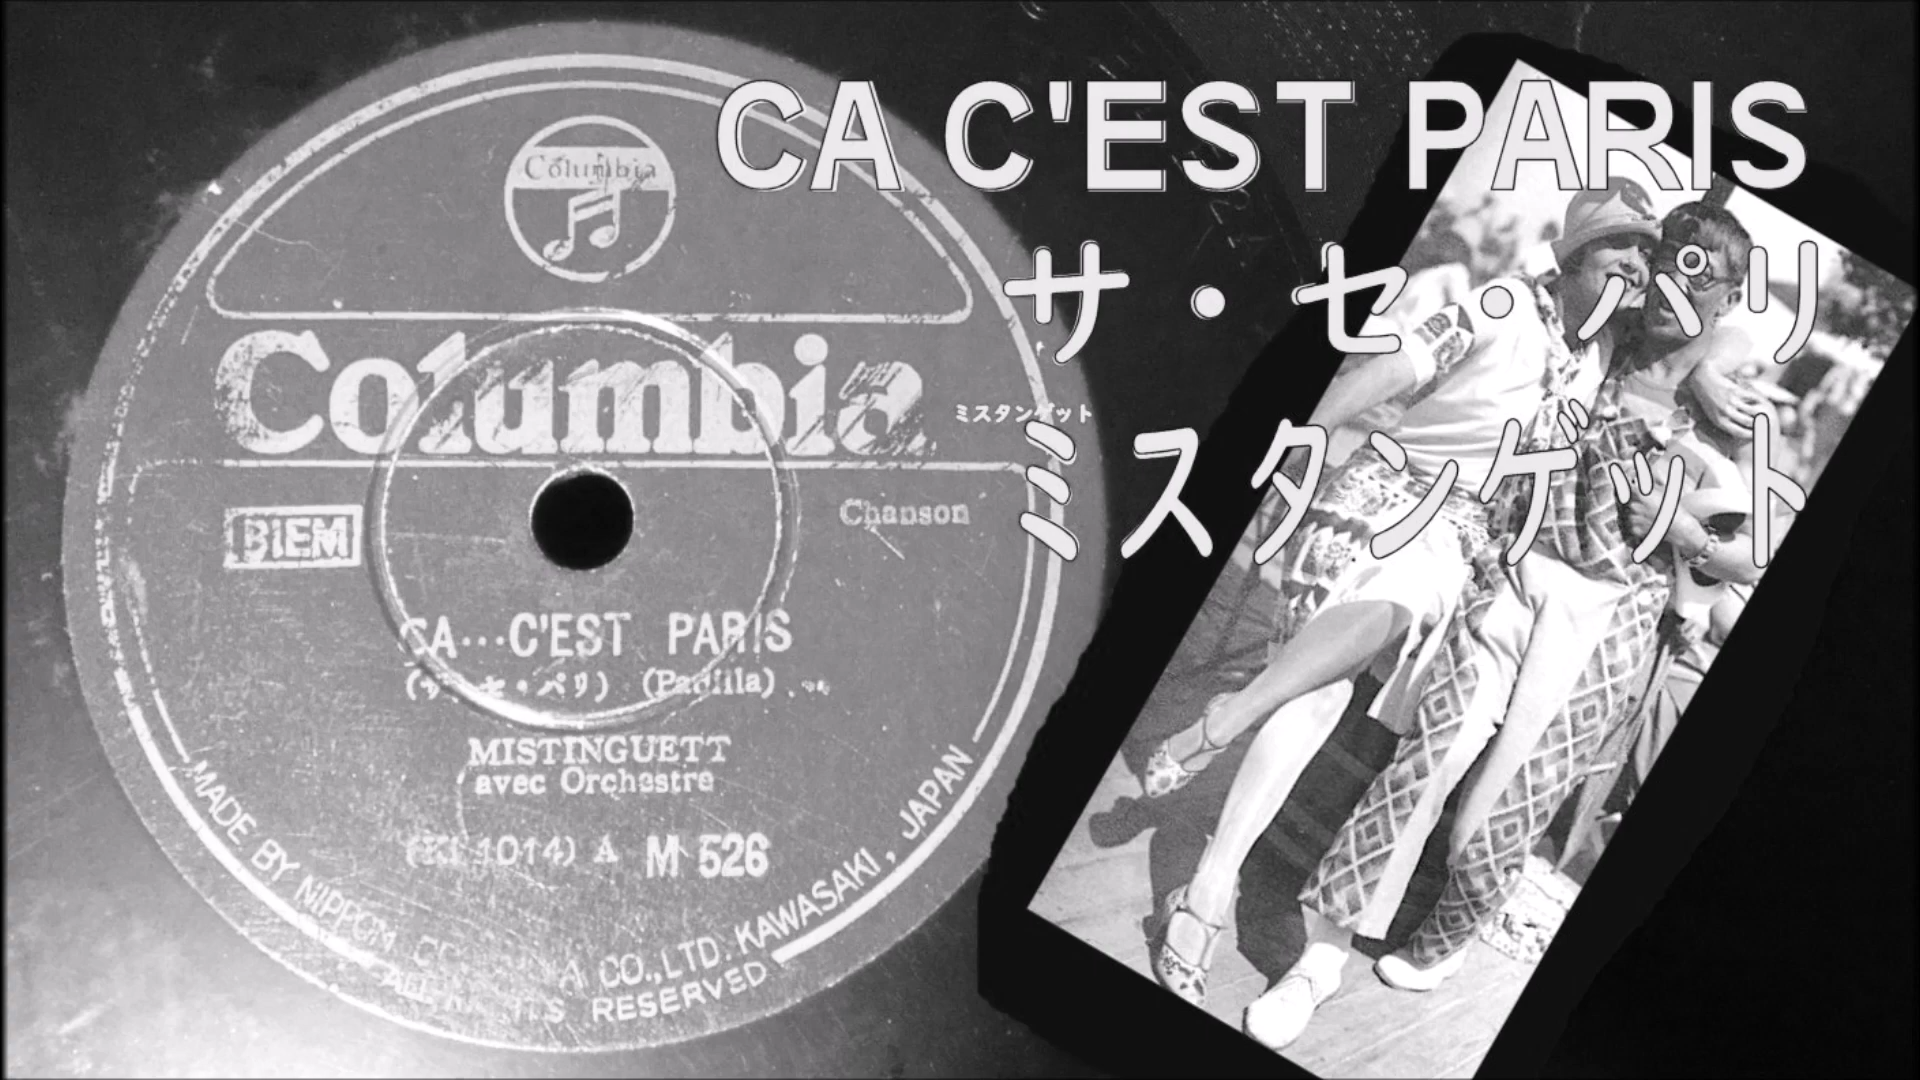 CA C'EST PARIS
サ・セ・パリ
ミスタンゲット
ミスタンゲット
Columbia
Columbia
BIEM
Chanson
CA...C'EST PARIS
(サ・セ・パリ) (Padilla)
MISTINGUETT
avec Orchestre
1014) A M 526
MADE BY NIPPON CO., LTD. KAWASAKI, JAPAN
ALL RESERVED